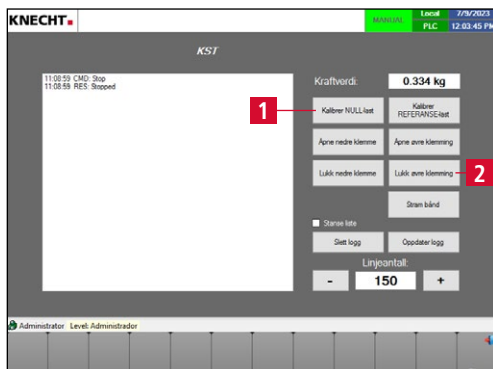 KNECHT
MANUAL
Local
PLC
7/9/2023
12:03:45 PM
KST
11:08:59 CMD: Stop
11:08:59 RES: Stopped
Kraftverdi:
0.334 kg
1
Kalibrer NULL-last
Kalibrer
REFERANSE-last
Åpne nedre klemme
Åpne øvre klemming
Lukk nedre klemme
Lukk øvre klemming
2
Stram bånd
Stanse liste
Slett logg
Oppdater logg
Linjeantall:
-
150
+
Administrator
Level: Administrador